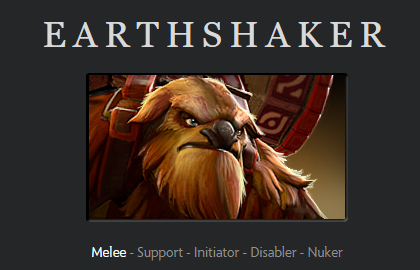 EARTHSHAKER
Melee - Support - Initiator - Disabler - Nuker